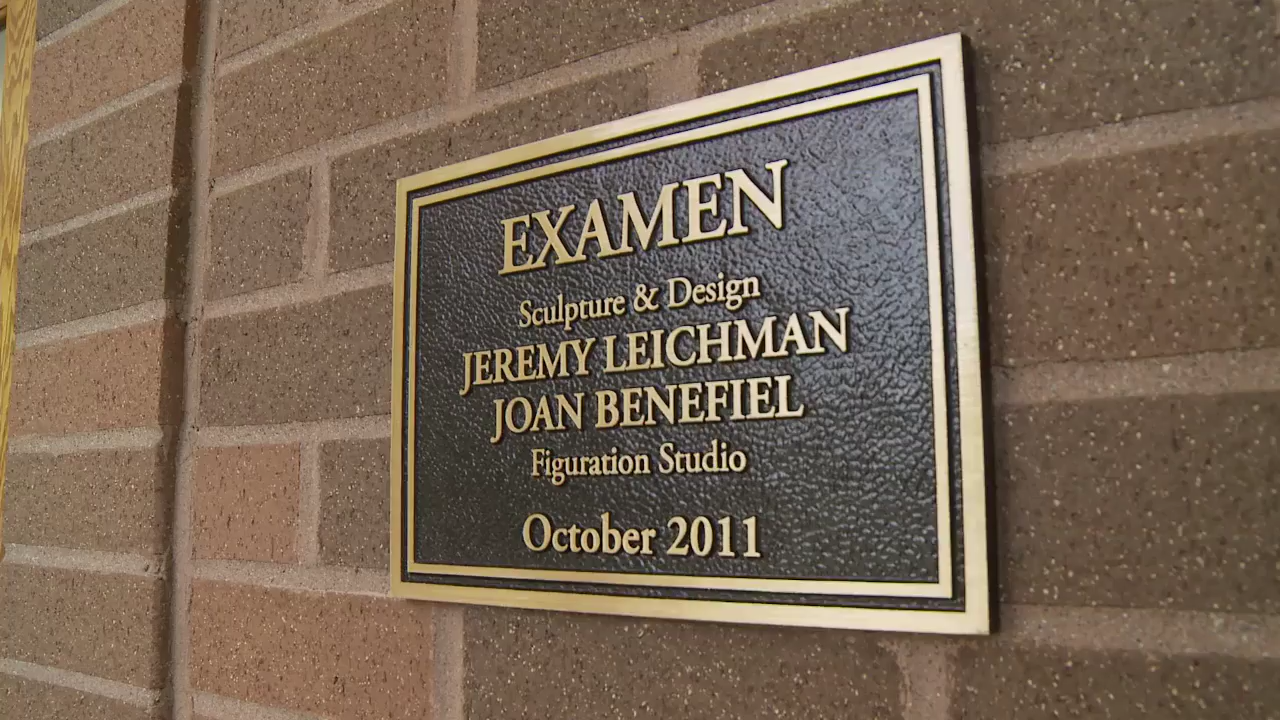 EXAMEN
Sculpture & Design
JEREMY LEICHMAN
JOAN BENEFIEL
Figuration Studio
October 2011